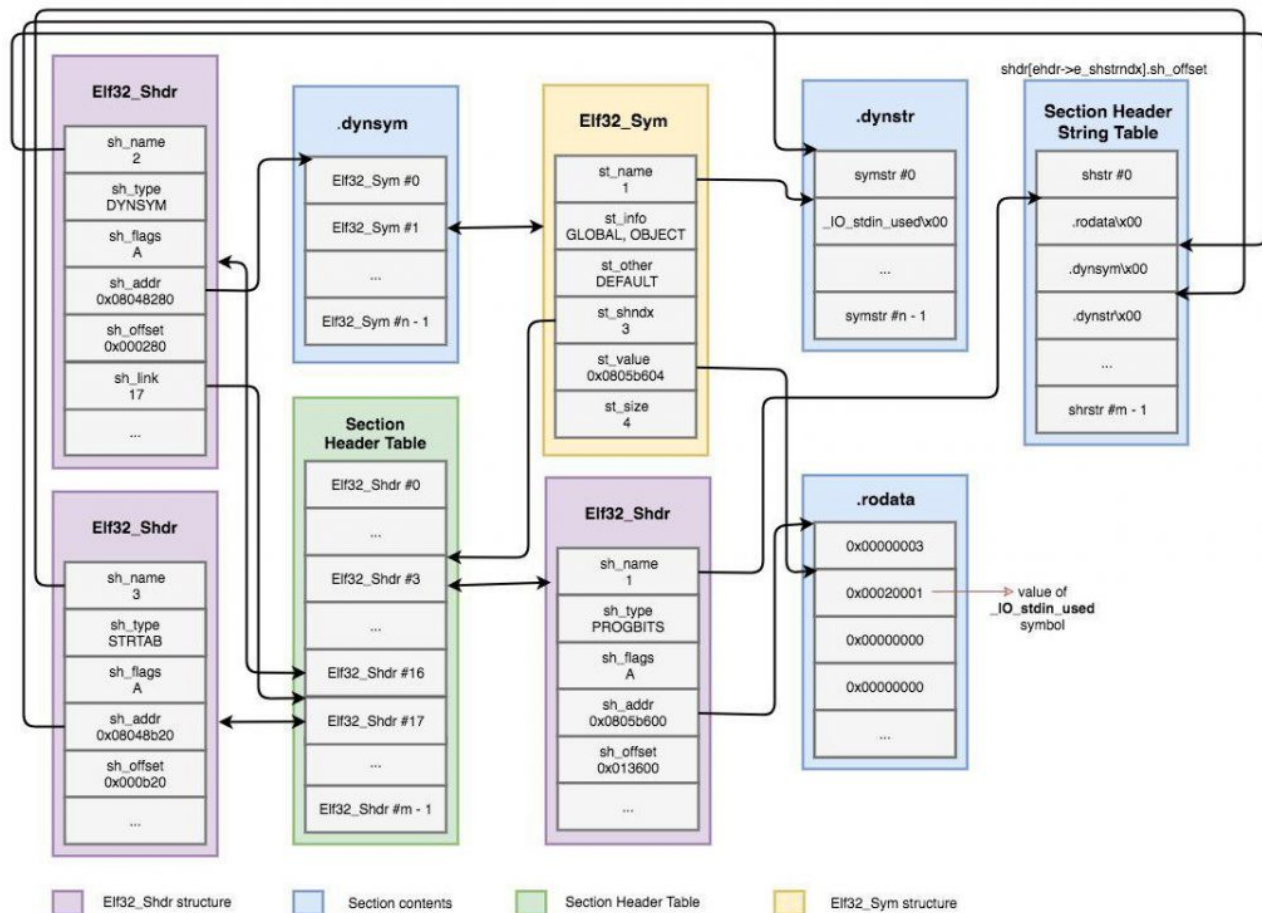 shdr[ehdr->e_shstrndx].sh_offset
Elf32_Shdr
sh_name
2
sh_type
DYNSYM
sh_flags
A
sh_addr
0x08048280
sh_offset
0x000280
sh_link
17
...
.dynsym
Elf32_Sym #0
Elf32_Sym #1
...
Elf32_Sym #n - 1
Elf32_Sym
st_name
1
st_info
GLOBAL, OBJECT
st_other
DEFAULT
st_shndx
3
st_value
0x0805b604
st_size
4
.dynstr
symstr #0
_IO_stdin_used\x00
...
symstr #n - 1
Section Header
String Table
shstr #0
.rodata\x00
.dynsym\x00
.dynstr\x00
...
shrstr #m - 1
Elf32_Shdr
sh_name
3
sh_type
STRTAB
sh_flags
A
sh_addr
0x08048b20
sh_offset
0x000b20
...
Section
Header Table
Elf32_Shdr #0
...
Elf32_Shdr #3
...
Elf32_Shdr #16
Elf32_Shdr #17
...
Elf32_Shdr #m - 1
Elf32_Shdr
sh_name
1
sh_type
PROGBITS
sh_flags
A
sh_addr
0x0805b600
sh_offset
0x013600
...
.rodata
0x00000003
0x00020001
0x00000000
0x00000000
...
value of
_IO_stdin_used
symbol
Elf32_Shdr structure
Section contents
Section Header Table
Elf32_Sym structure